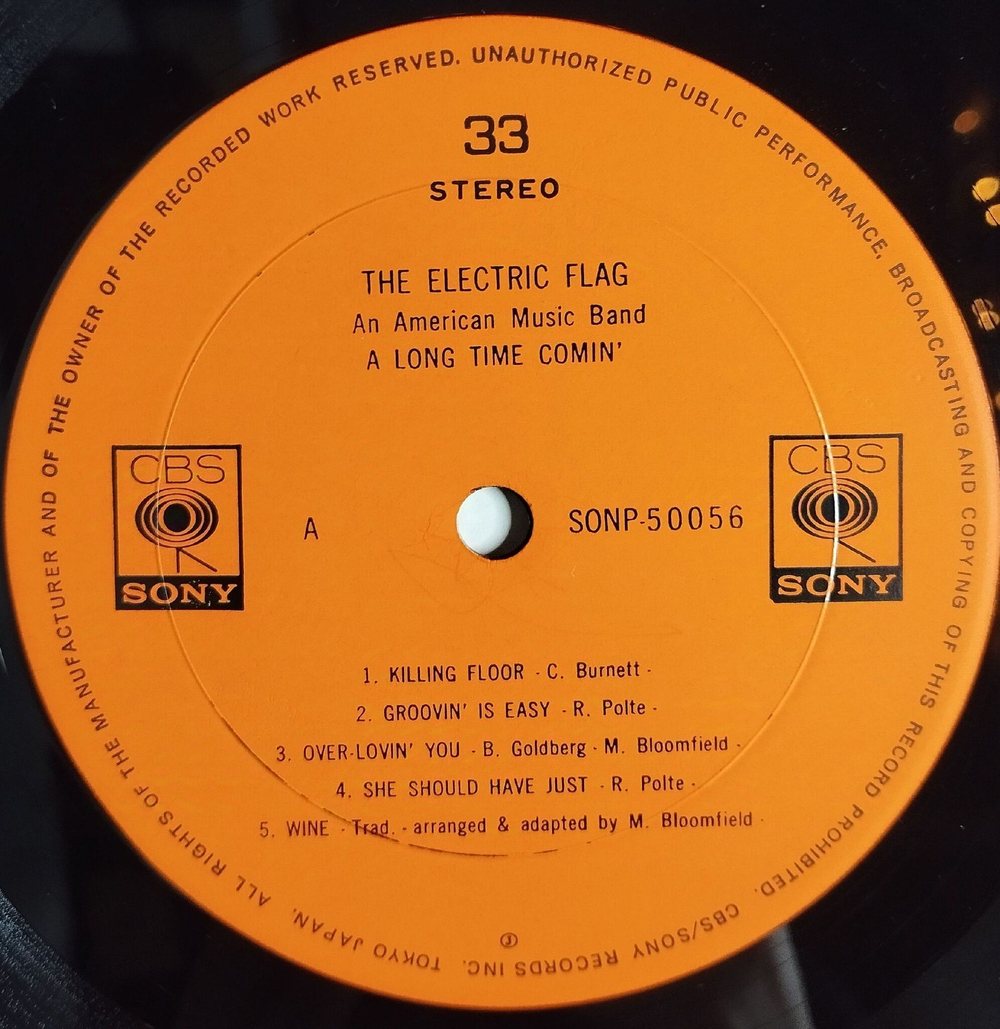 33
STEREO
THE ELECTRIC FLAG
An American Music Band
A LONG TIME COMIN'
CBS
SONY
A
SONP-50056
CBS
SONY
1. KILLING FLOOR - C. Burnett -
2. GROOVIN' IS EASY - R. Polte -
3. OVER-LOVIN' YOU - B. Goldberg - M. Bloomfield -
4. SHE SHOULD HAVE JUST - R. Polte -
5. WINE - Trad. - arranged & adapted by M. Bloomfield -
ALL RIGHTS OF THE MANUFACTURER AND OF THE OWNER OF THE RECORDED WORK RESERVED. UNAUTHORIZED PUBLIC PERFORMANCE, BROADCASTING AND COPYING OF THIS RECORD PROHIBITED. CBS/SONY RECORDS INC. TOKYO JAPAN.